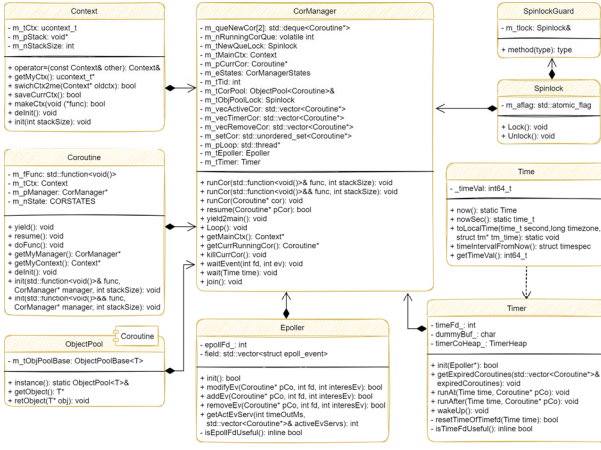 Context
- m_tCtx: ucontext_t
- m_pStack: void*
- m_nStackSize: int
+ operator=(const Context& other): Context&
+ getMyCtx(): ucontext_t*
+ swichCtx2me(Context* oldctx): bool
+ saveCurrCtx(): bool
+ makeCtx(void (*func): bool
+ deInit(): void
+ init(int stackSize): void
Coroutine
- m_fFunc: std::function<void()>
- m_tCtx: Context
- m_pManager: CorManager*
- m_nState: CORSTATES
+ yield(): void
+ resume(): void
+ doFunc(): void
+ getMyManager(): CorManager*
+ getMyContext(): Context*
+ deInit(): void
+ init(std::function<void()>& func,
CorManager* manager, int stackSize): void
+ init(std::function<void()>&& func,
CorManager* manager, int stackSize): void
Coroutine
ObjectPool
- m_tObjPoolBase: ObjectPoolBase<T>
+ instance(): static ObjectPool<T>&
+ getObject(): T*
+ retObject(T* obj): void
CorManager
- m_queNewCor[2]: std::deque<Coroutine*>
- m_nRunningCorQue: volatile int
- m_tNewQueLock: Spinlock
- m_tMainCtx: Context
- m_pCurrCor: Coroutine*
- m_eStates: CorManagerStates
- m_tTid: int
- m_tCorPool: ObjectPool<Coroutine>&
- m_tObjPoolLock: Spinlock
- m_vecActiveCor: std::vector<Coroutine*>
- m_vecTimerCor: std::vector<Coroutine*>
- m_vecRemoveCor: std::vector<Coroutine*>
- m_setCor: std::unordered_set<Coroutine*>
- m_pLoop: std::thread*
- m_tEpoller: Epoller
- m_tTimer: Timer
+ runCor(std::function<void()>& func, int stackSize): void
+ runCor(std::function<void()>&& func, int stackSize): void
+ runCor(Coroutine* cor): void
+ resume(Coroutine* pCor): bool
+ yield2main(): void
+ Loop(): void
+ getMainCtx(): Context*
+ getCurrRunningCor(): Coroutine*
+ killCurrCor(): void
+ waitEvent(int fd, int ev): void
+ wait(Time time): void
+ join(): void
Epoller
- epollFd_: int
- field: std::vector<struct epoll_event>
+ init(): bool
+ modifyEv(Coroutine* pCo, int fd, int interesEv): bool
+ addEv(Coroutine* pCo, int fd, int interesEv): bool
+ removeEv(Coroutine* pCo, int fd, int interesEv): bool
+ getActEvServ(int timeOutMs,
std::vector<Coroutine*>& activeEvServs): int
- isEpollFdUseful(): inline bool
SpinlockGuard
- m_tlock: Spinlock&
+ method(type): type
Spinlock
- m_aflag: std::atomic_flag
+ Lock(): void
+ Unlock(): void
Time
- _timeVal: int64_t
+ now(): static Time
+ nowSec(): static time_t
+ toLocalTime(time_t second,long timezone,
struct tm* tm_time): static void
+ timeIntervalFromNow(): struct timespec
+ getTimeVal(): int64_t
Timer
- timeFd_: int
- dummyBuf_: char
- timerCoHeap_: TimerHeap
+ init(Epoller*): bool
+ getExpiredCoroutines(std::vector<Coroutine*>&
expiredCoroutines): void
+ runAt(Time time, Coroutine* pCo): void
+ runAfter(Time time, Coroutine* pCo): void
+ wakeUp(): void
- resetTimeOfTimefd(Time time): bool
- isTimeFdUseful(): inline bool